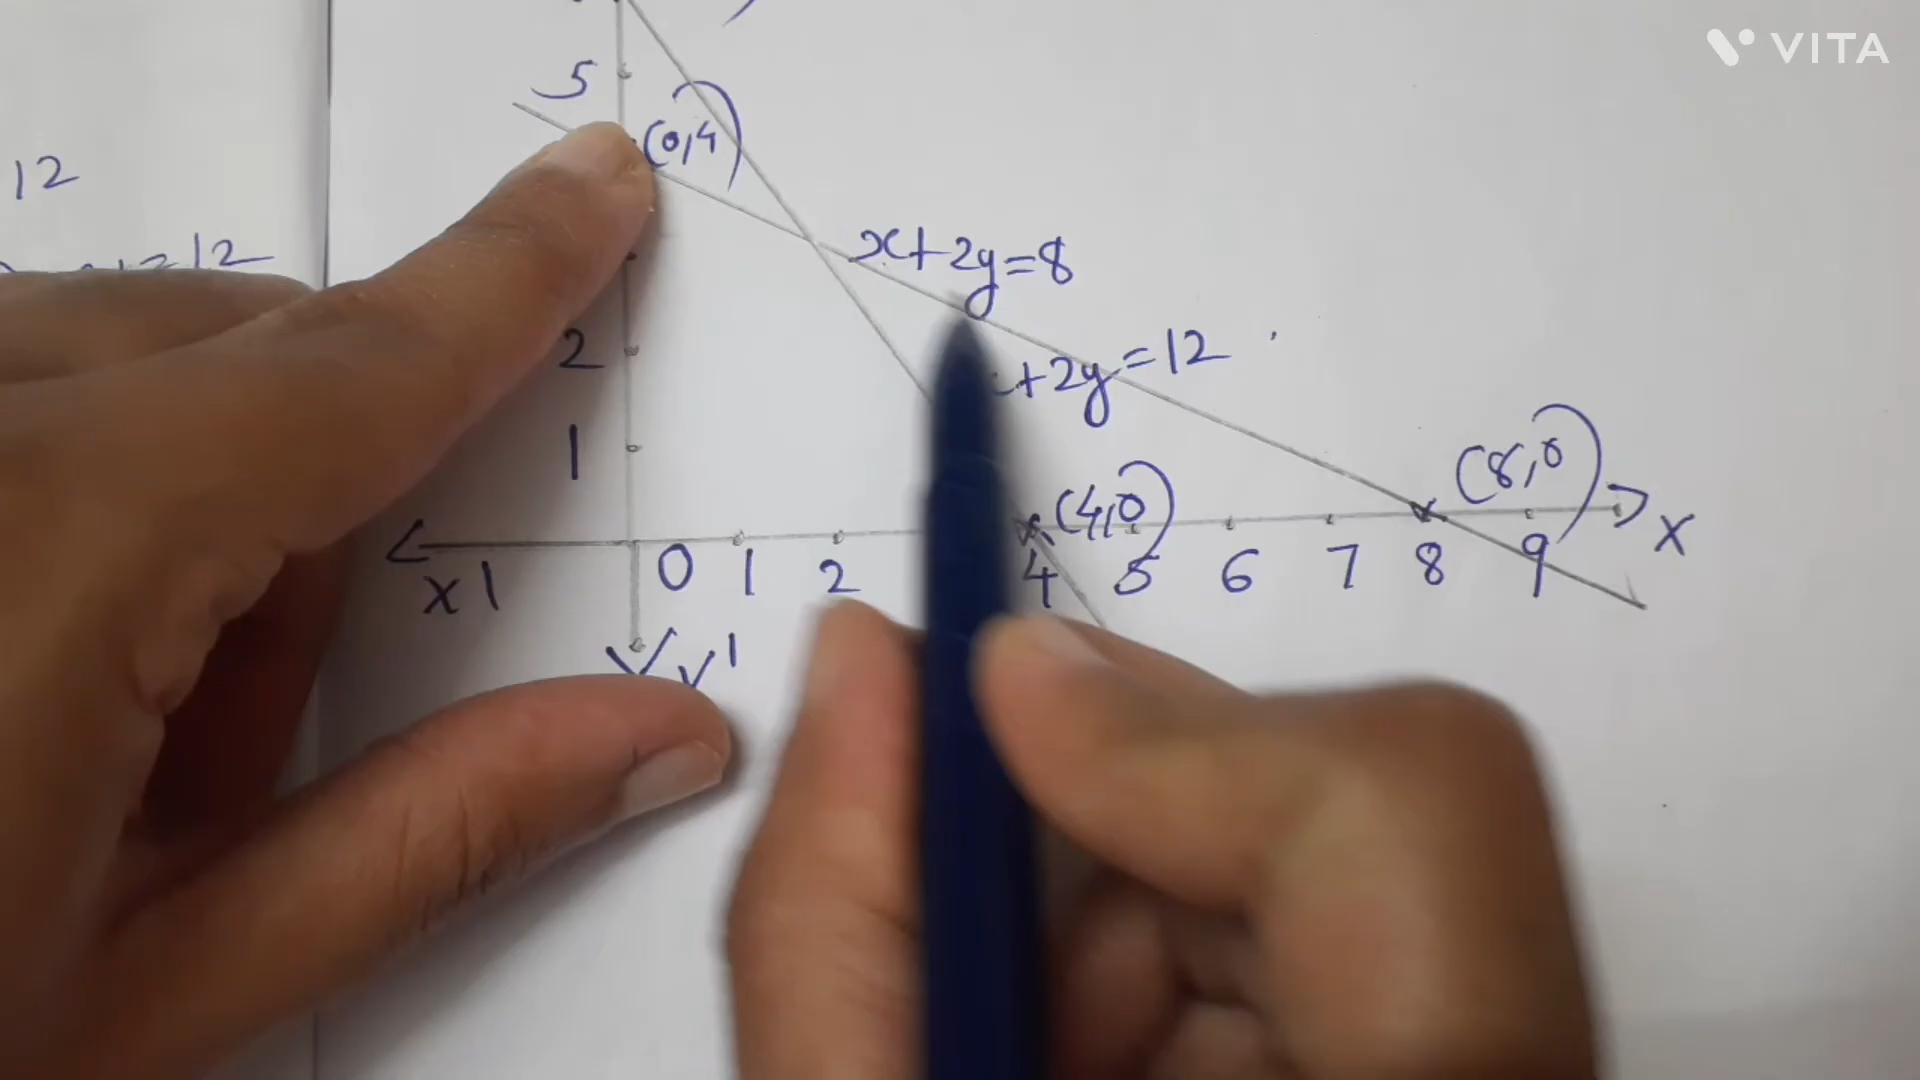 VITA
5
(0,4)
12
x+2y=8
2
+2y=12
1
(8,0)
(4,0)
X
0 1 2 4 5 6 7 8 9
X1
y1